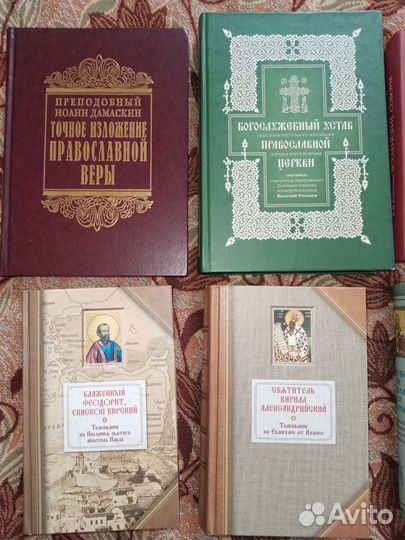 ПРЕПОДОБНЫЙ
ИОАНН ДАМАСКИН
ТОЧНОЕ ИЗЛОЖЕНИЕ
ПРАВОСЛАВНОЙ
ВЕРЫ
БОГОСЛУЖЕБНЫЙ УСТАВ
ПРАВОСЛАВНОЙ
ЦЕРКВИ
составил
Василий Розанов
БЛАЖЕННЫЙ
ФЕОДОРИТ,
ЕПИСКОП КИРСКИЙ
Толкование
на Послания святого
апостола Павла
СВЯТИТЕЛЬ
КИРИЛЛ
АЛЕКСАНДРИЙСКИЙ
Толкование
на Евангелие от Иоанна
Avito